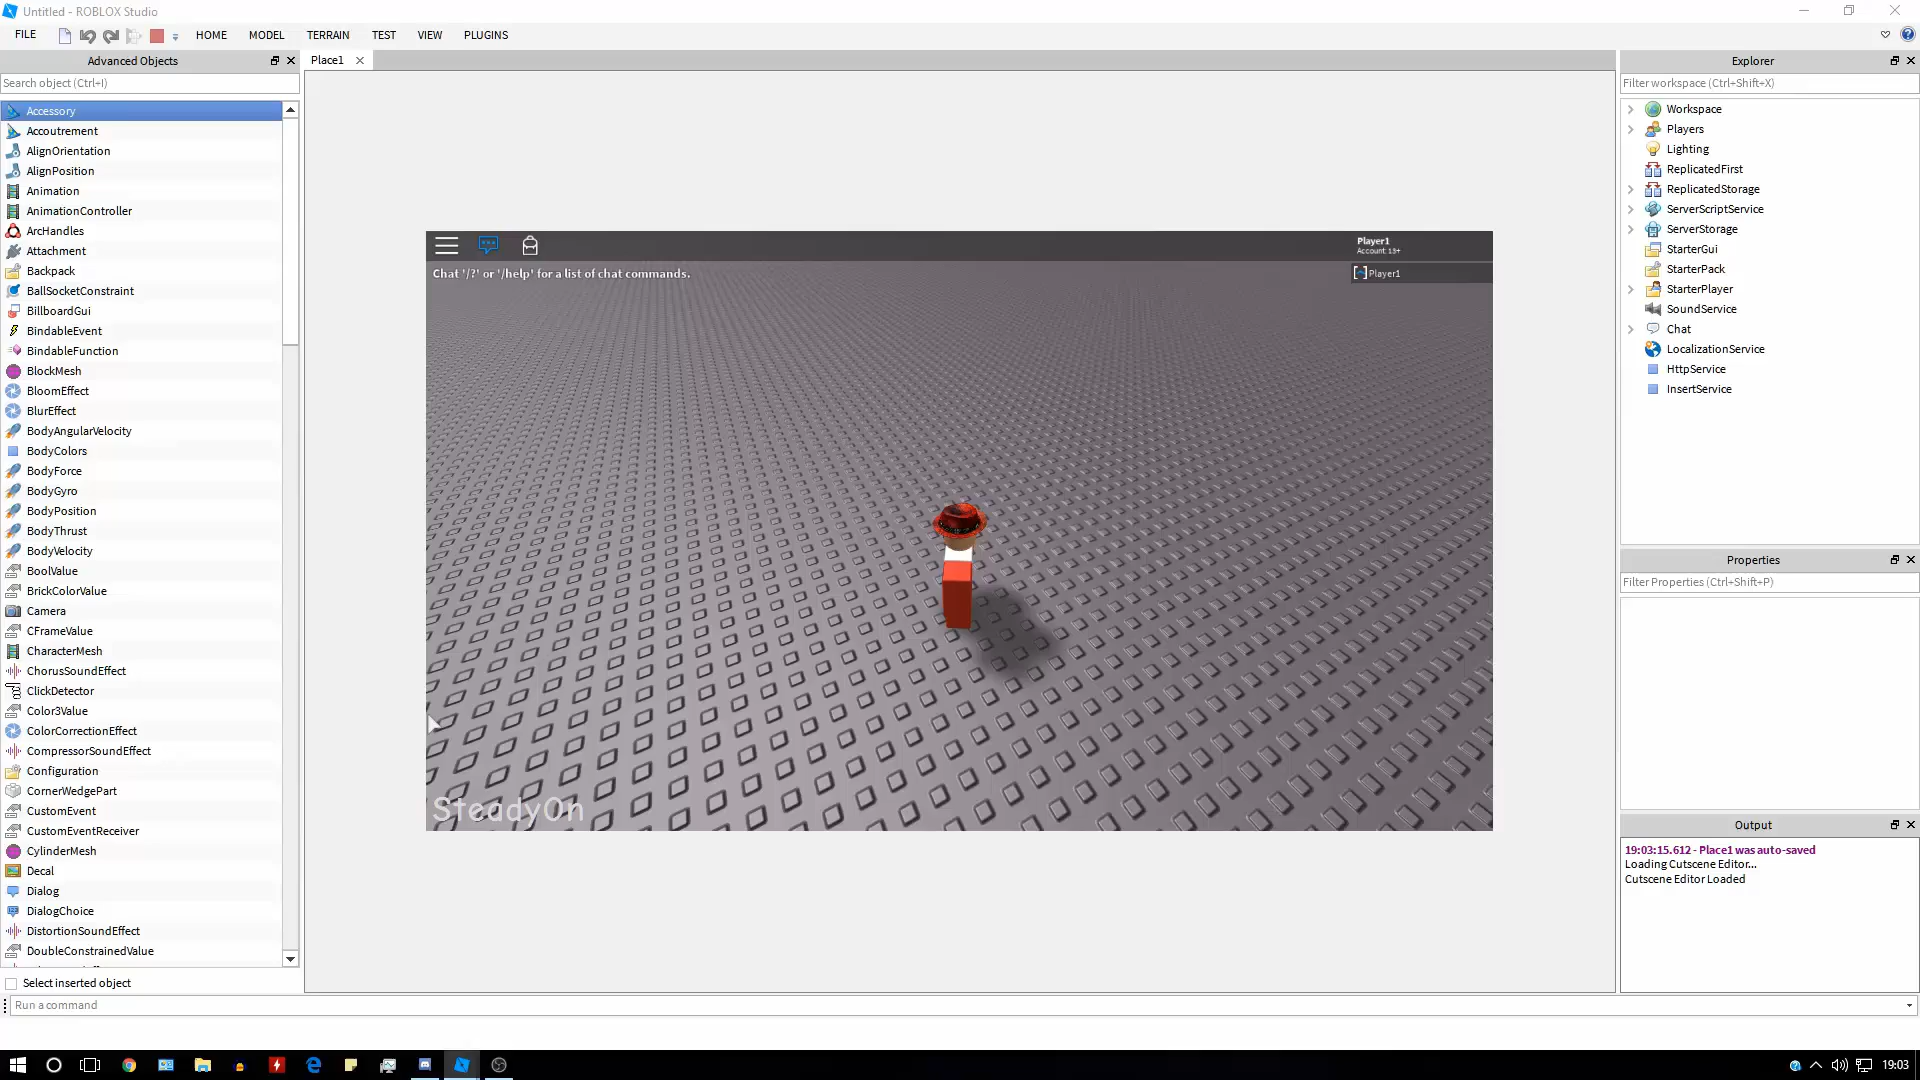 Untitled - ROBLOX Studio
FILE
HOME
MODEL
TERRAIN
TEST
VIEW
PLUGINS
Advanced Objects
Search object (Ctrl+I)
Accessory
Accoutrement
AlignOrientation
AlignPosition
Animation
AnimationController
ArcHandles
Attachment
Backpack
BallSocketConstraint
BillboardGui
BindableEvent
BindableFunction
BlockMesh
BloomEffect
BlurEffect
BodyAngularVelocity
BodyColors
BodyForce
BodyGyro
BodyPosition
BodyThrust
BodyVelocity
BoolValue
BrickColorValue
Camera
CFrameValue
CharacterMesh
ChorusSoundEffect
ClickDetector
Color3Value
ColorCorrectionEffect
CompressorSoundEffect
Configuration
CornerWedgePart
CustomEvent
CustomEventReceiver
CylinderMesh
Decal
Dialog
DialogChoice
DistortionSoundEffect
DoubleConstrainedValue
Select inserted object
Run a command
Place1
Player1
Account: 13+
Chat '/?' or '/help' for a list of chat commands.
Player1
SteadyOn
Explorer
Filter workspace (Ctrl+Shift+X)
Workspace
Players
Lighting
ReplicatedFirst
ReplicatedStorage
ServerScriptService
ServerStorage
StarterGui
StarterPack
StarterPlayer
SoundService
Chat
LocalizationService
HttpService
InsertService
Properties
Filter Properties (Ctrl+Shift+P)
Output
19:03:15.612 - Place1 was auto-saved
Loading Cutscene Editor...
Cutscene Editor Loaded
19:03